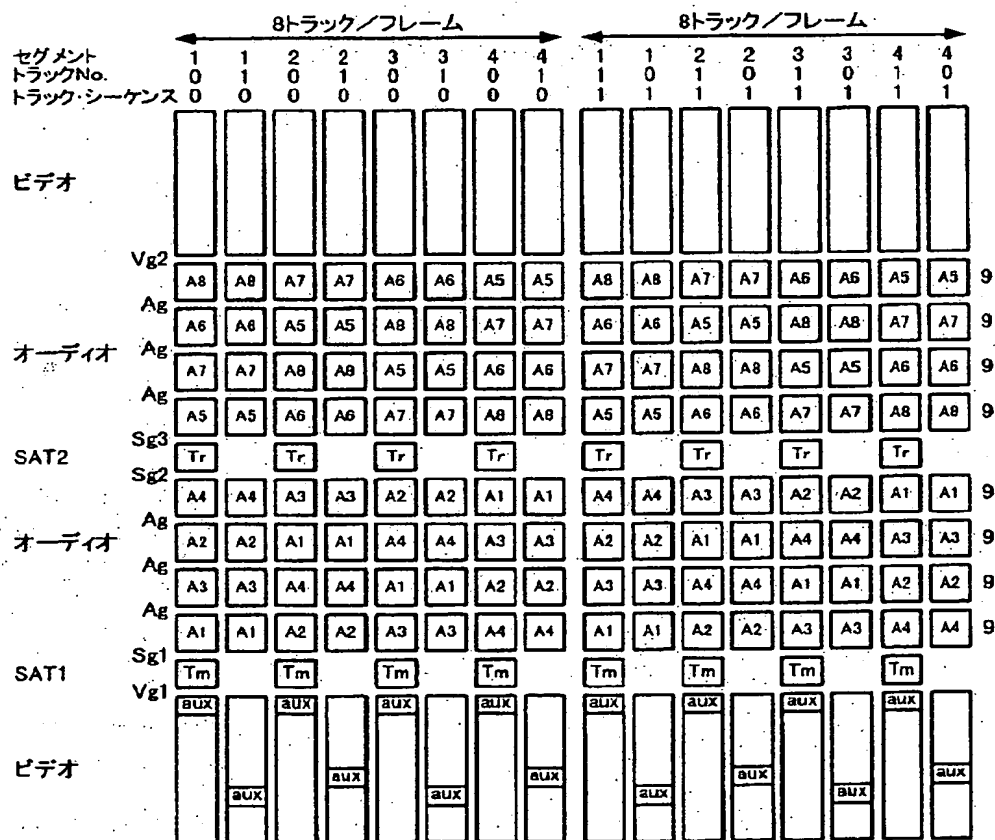 8トラック／フレーム 8トラック／フレーム
セグメント 1 1 2 2 3 3 4 4 1 1 2 2 3 3 4 4
トラックNo. 0 1 0 1 0 1 0 1 1 0 1 0 1 0 1 0
トラック・シーケンス 0 0 0 0 0 0 0 0 1 1 1 1 1 1 1 1
ビデオ
Vg2
A8 A8 A7 A7 A6 A6 A5 A5 A8 A8 A7 A7 A6 A6 A5 A5 9
Ag
A6 A6 A5 A5 A8 A8 A7 A7 A6 A6 A5 A5 A8 A8 A7 A7 9
オーディオ Ag
A7 A7 A8 A8 A5 A5 A6 A6 A7 A7 A8 A8 A5 A5 A6 A6 9
Ag
A5 A5 A6 A6 A7 A7 A8 A8 A5 A5 A6 A6 A7 A7 A8 A8 9
Sg3
SAT2 Tr Tr Tr Tr Tr Tr Tr Tr
Sg2
A4 A4 A3 A3 A2 A2 A1 A1 A4 A4 A3 A3 A2 A2 A1 A1 9
Ag
オーディオ A2 A2 A1 A1 A4 A4 A3 A3 A2 A2 A1 A1 A4 A4 A3 A3 9
Ag
A3 A3 A4 A4 A1 A1 A2 A2 A3 A3 A4 A4 A1 A1 A2 A2 9
Ag
A1 A1 A2 A2 A3 A3 A4 A4 A1 A1 A2 A2 A3 A3 A4 A4 9
Sg1
SAT1 Tm Tm Tm Tm Tm Tm Tm Tm
Vg1
aux aux aux aux aux aux aux aux
ビデオ aux aux aux aux
aux aux aux aux